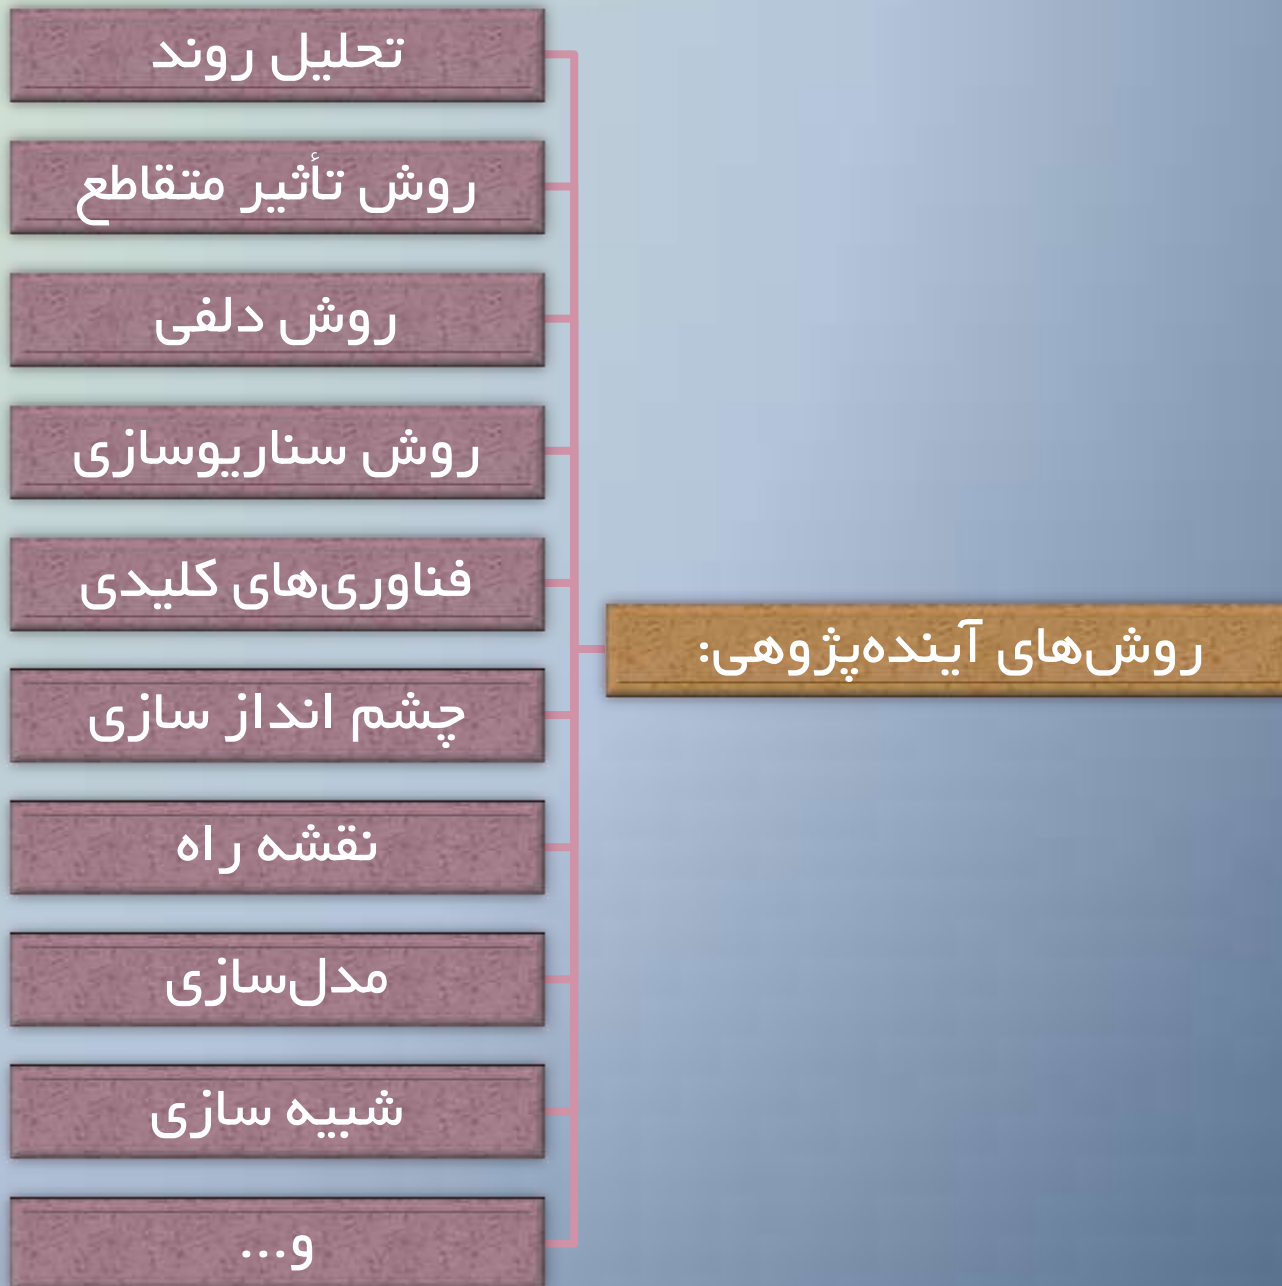 روش‌های آینده‌پژوهی:
تحلیل روند
روش تأثیر متقاطع
روش دلفی
روش سناریوسازی
فناوری‌های کلیدی
چشم انداز سازی
نقشه راه
مدل‌سازی
شبیه سازی
و...